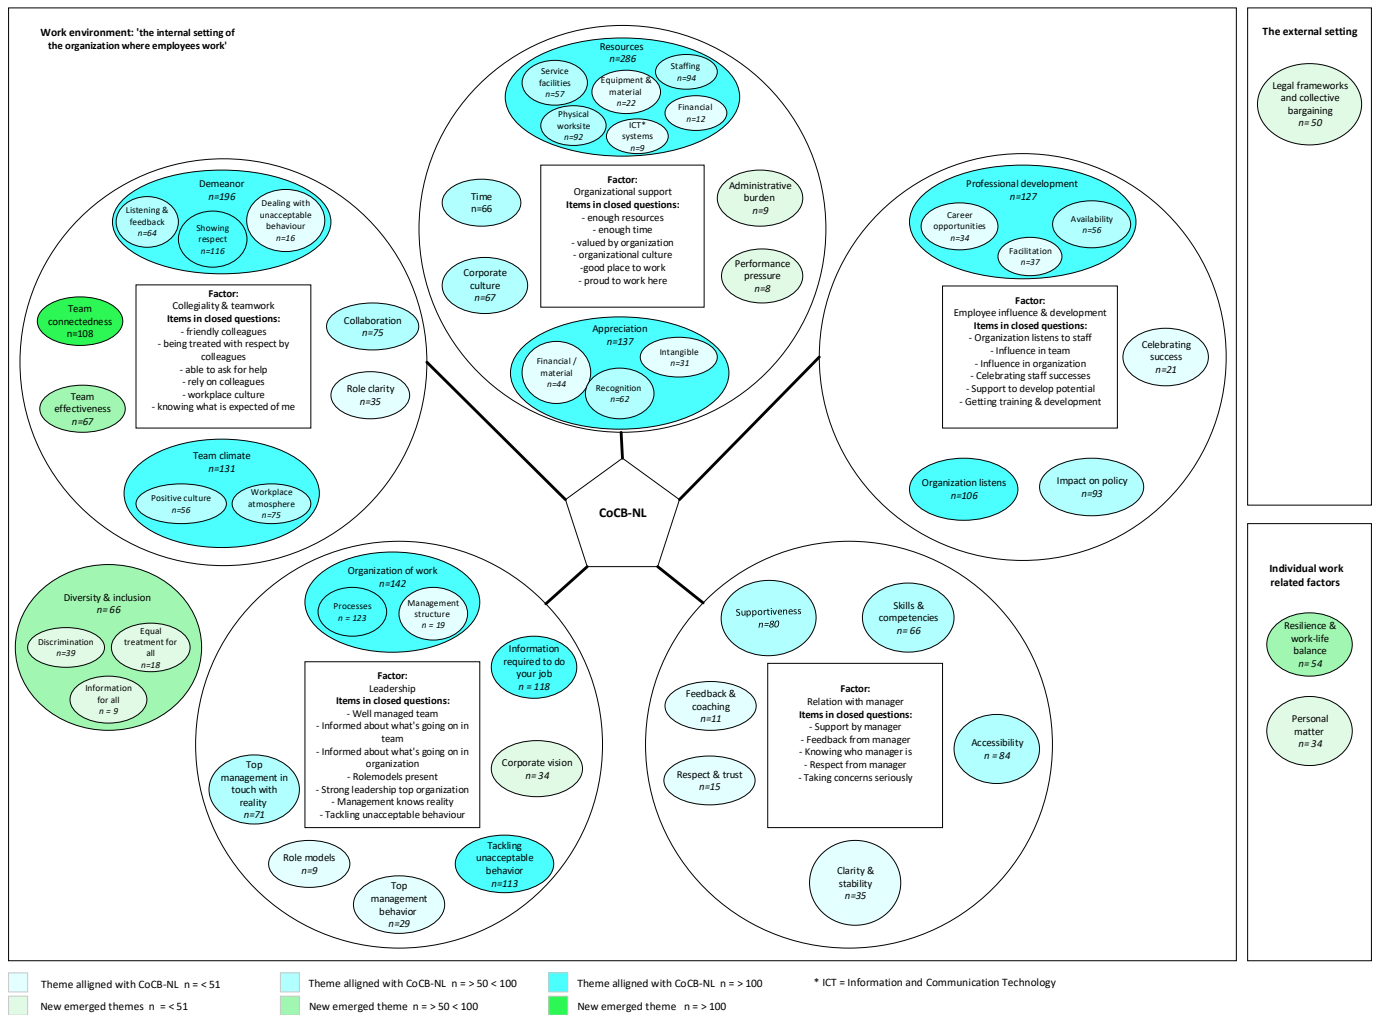 Work environment: 'the internal setting of
the organization where employees work'
Resources
n=286
Service
facilities
n=57
Equipment &
material
n=22
Staffing
n=94
Physical
worksite
n=92
ICT*
systems
n=9
Financial
n=12
Factor:
Organizational support
Items in closed questions:
- enough resources
- enough time
- valued by organization
- organizational culture
-good place to work
- proud to work here
Time
n=66
Corporate
culture
n=67
Administrative
burden
n=9
Performance
pressure
n=8
Appreciation
n=137
Financial /
material
n=44
Recognition
n=62
Intangible
n=31
Demeanor
n=196
Listening &
feedback
n=64
Showing
respect
n=116
Dealing with
unacceptable
behaviour
n=16
Team
connectedness
n=108
Team
effectiveness
n=67
Factor:
Collegiality & teamwork
Items in closed questions:
- friendly colleagues
- being treated with respect by
colleagues
- able to ask for help
- rely on colleagues
- workplace culture
- knowing what is expected of me
Collaboration
n=75
Role clarity
n=35
Team climate
n=131
Positive culture
n=56
Workplace
atmosphere
n=75
Professional development
n=127
Career
opportunities
n=34
Facilitation
n=37
Availability
n=56
Factor:
Employee influence & development
Items in closed questions:
- Organization listens to staff
- Influence in team
- Influence in organization
- Celebrating staff successes
- Support to develop potential
- Getting training & development
Celebrating
success
n=21
Organization listens
n=106
Impact on policy
n=93
CoCB-NL
Diversity & inclusion
n= 66
Discrimination
n=39
Equal
treatment for
all
n=18
Information
for all
n = 9
Organization of work
n=142
Processes
n = 123
Management
structure
n = 19
Information
required to do
your job
n = 118
Factor:
Leadership
Items in closed questions:
- Well managed team
- Informed about what's going on in
team
- Informed about what's going on in
organization
- Rolemodels present
- Strong leadership top organization
- Management knows reality
- Tackling unacceptable behaviour
Corporate vision
n= 34
Top
management in
touch with
reality
n=71
Role models
n=9
Top
management
behavior
n=29
Tackling
unacceptable
behavior
n=113
Supportiveness
n=80
Skills &
competencies
n= 66
Feedback &
coaching
n=11
Respect & trust
n=15
Factor:
Relation with manager
Items in closed questions:
- Support by manager
- Feedback from manager
- Knowing who manager is
- Respect from manager
- Taking concerns seriously
Accessibility
n= 84
Clarity &
stability
n=35
The external setting
Legal frameworks
and collective
bargaining
n= 50
Individual work
related factors
Resilience &
work-life
balance
n= 54
Personal
matter
n= 34
Theme alligned with CoCB-NL n = < 51
Theme alligned with CoCB-NL n = > 50 < 100
Theme alligned with CoCB-NL n = > 100
* ICT = Information and Communication Technology
New emerged themes n = < 51
New emerged theme n = > 50 < 100
New emerged theme n = > 100